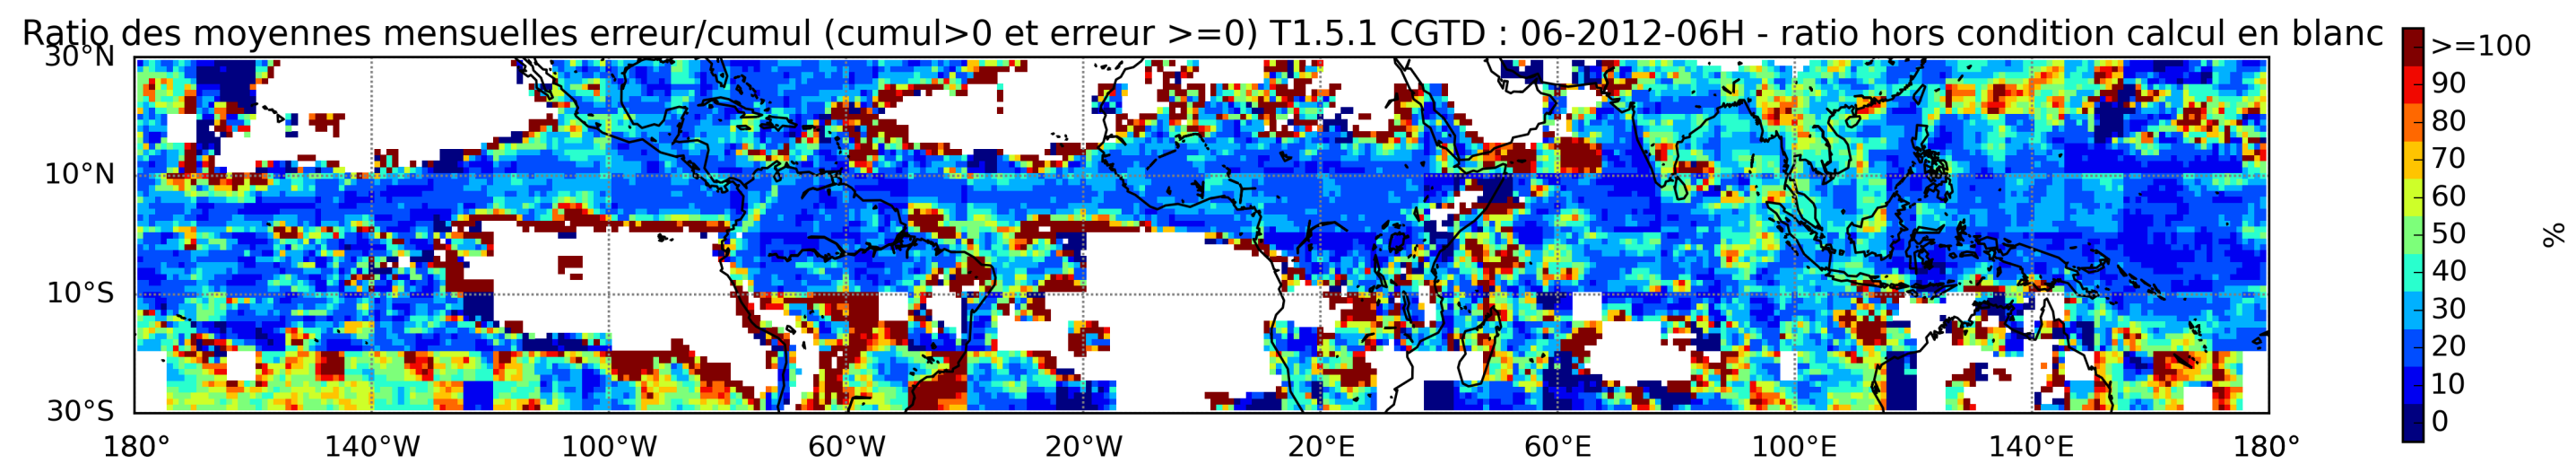 Ratio des moyennes mensuelles erreur/cumul (cumul>0 et erreur >=0) T1.5.1 CGTD : 06-2012-06H - ratio hors condition calcul en blanc
30°N
10°N
10°S
30°S
180° 140°W 100°W 60°W 20°W 20°E 60°E 100°E 140°E 180°
>=100
90
80
70
60
50
40
30
20
10
0
%